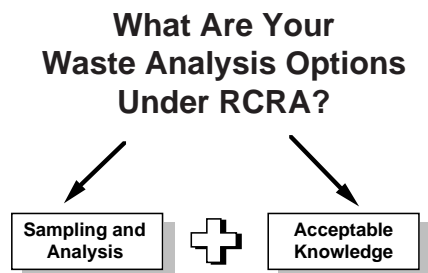 What Are Your
Waste Analysis Options
Under RCRA?
Sampling and
Analysis
Acceptable
Knowledge